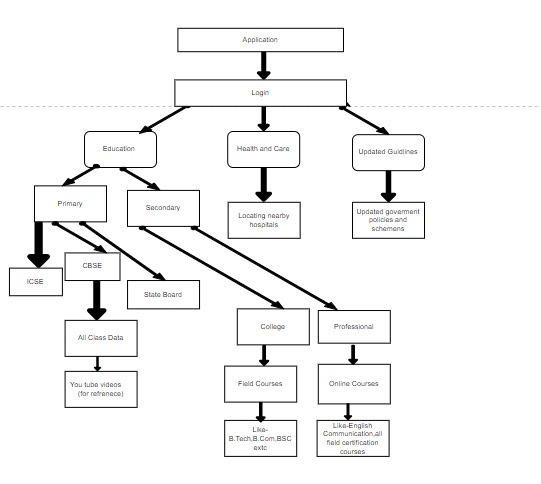 Application
Login
Education
Health and Care
Updated Guidlines
Primary
Secondary
Locating nearby
hospitals
Updated goverment
policies and
schemens
ICSE
CBSE
State Board
All Class Data
College
Professional
You tube videos
(for refrenece)
Field Courses
Online Courses
Like-
B.Tech,B.Com,BSC
extc
Like-English
Communication,all
field certification
courses